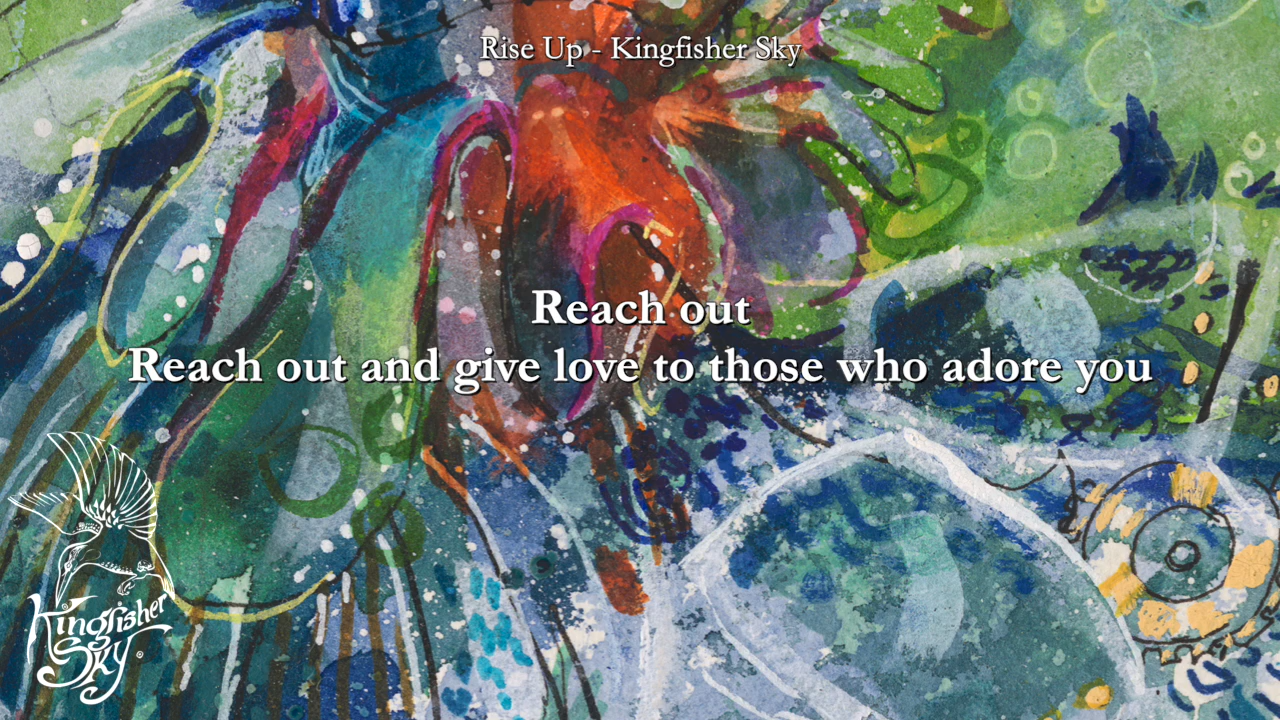 Rise Up - Kingfisher Sky
Reach out
Reach out and give love to those who adore you
Kingfisher
Sky